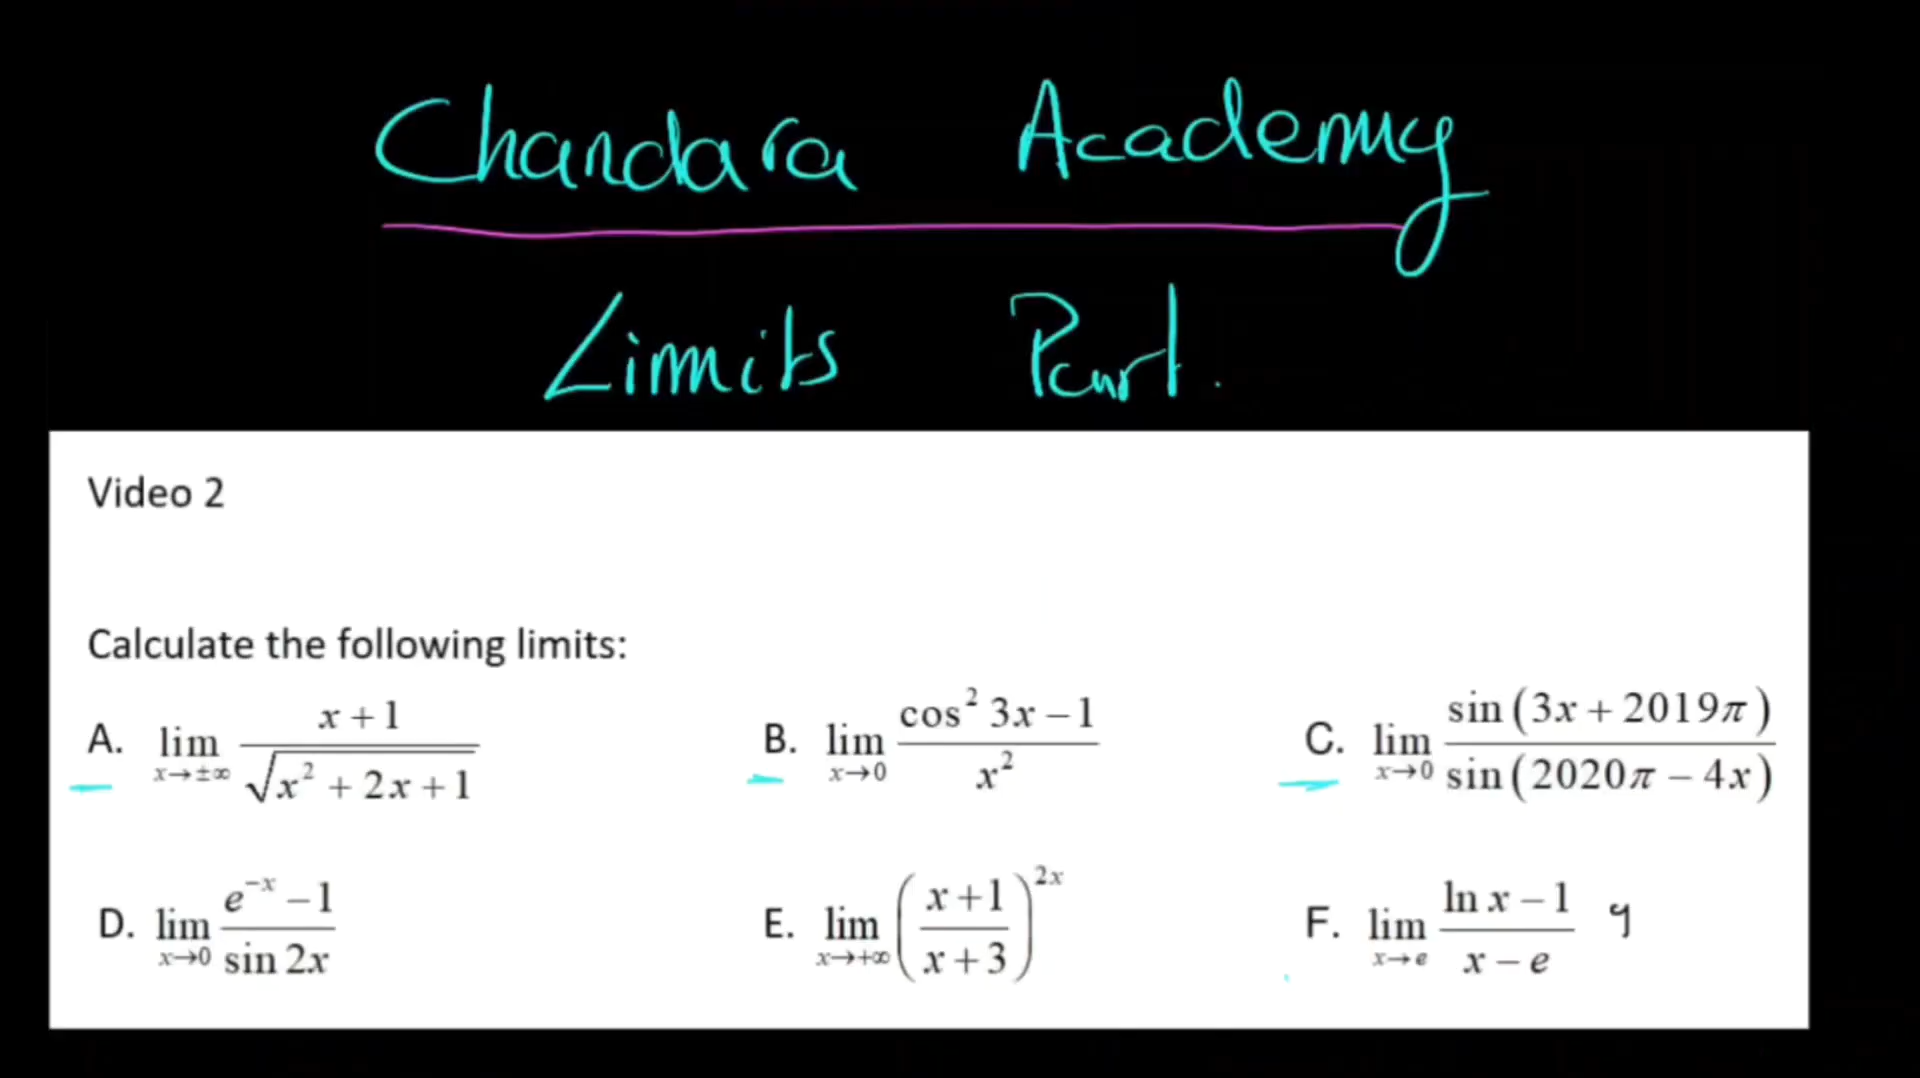 Chandara Academy
Limits Part.
Video 2
Calculate the following limits:
A. lim x→±∞ (x+1)/√(x²+2x+1)
B. lim x→0 (cos² 3x−1)/x²
C. lim x→0 sin(3x+2019π)/sin(2020π−4x)
D. lim x→0 (e⁻ˣ−1)/sin 2x
E. lim x→+∞ ((x+1)/(x+3))²ˣ
F. lim x→e (ln x−1)/(x−e)